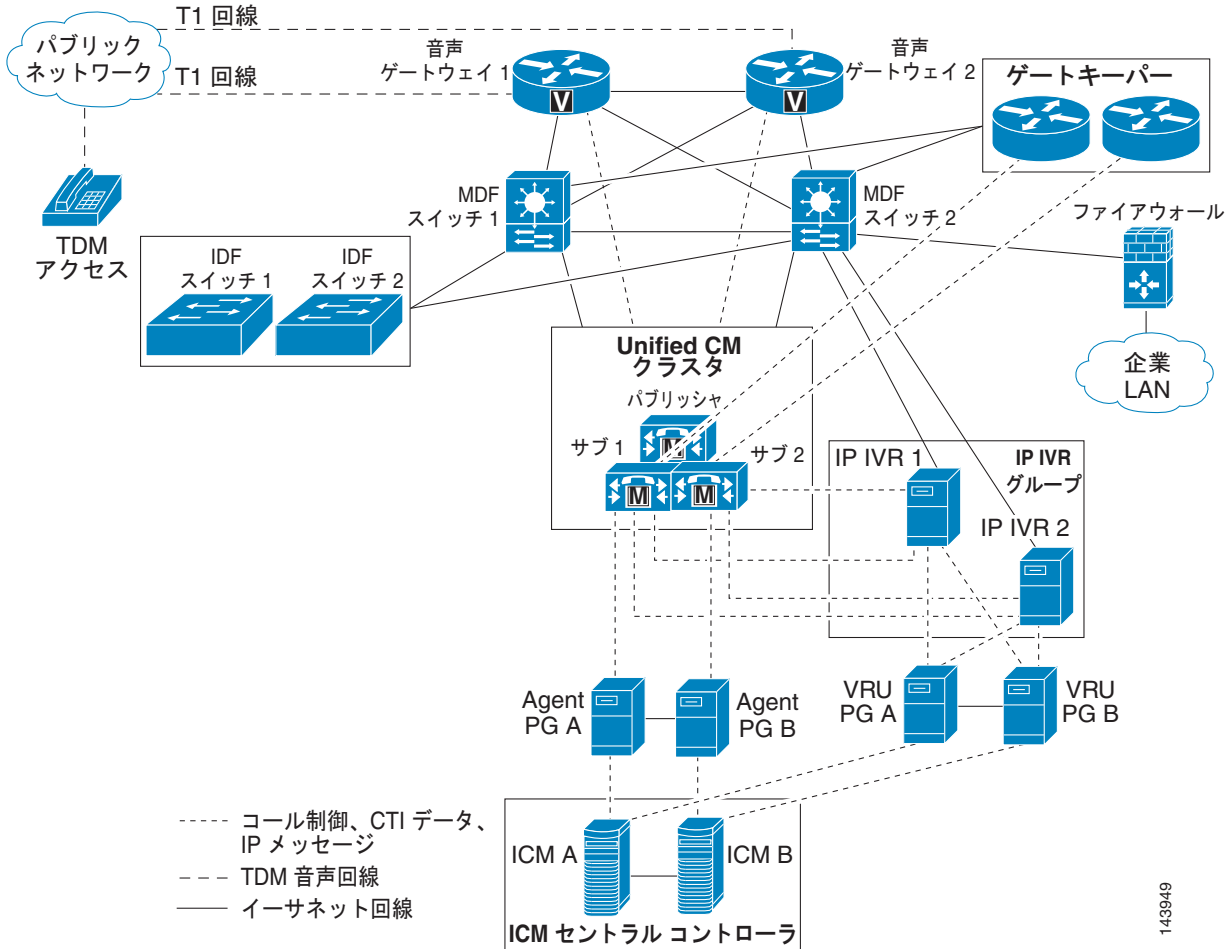 T1 回線
パブリック
ネットワーク
T1 回線
音声
ゲートウェイ 1
音声
ゲートウェイ 2
ゲートキーパー
TDM
アクセス
MDF
スイッチ 1
MDF
スイッチ 2
ファイアウォール
IDF
スイッチ 1
IDF
スイッチ 2
企業
LAN
Unified CM
クラスタ
パブリッシャ
サブ 1
サブ 2
IP IVR 1
IP IVR
グループ
IP IVR 2
Agent
PG A
Agent
PG B
VRU
PG A
VRU
PG B
コール制御、CTI データ、
IP メッセージ
TDM 音声回線
イーサネット回線
ICM A
ICM B
ICM セントラル コントローラ
V
V
M
M
M
143949